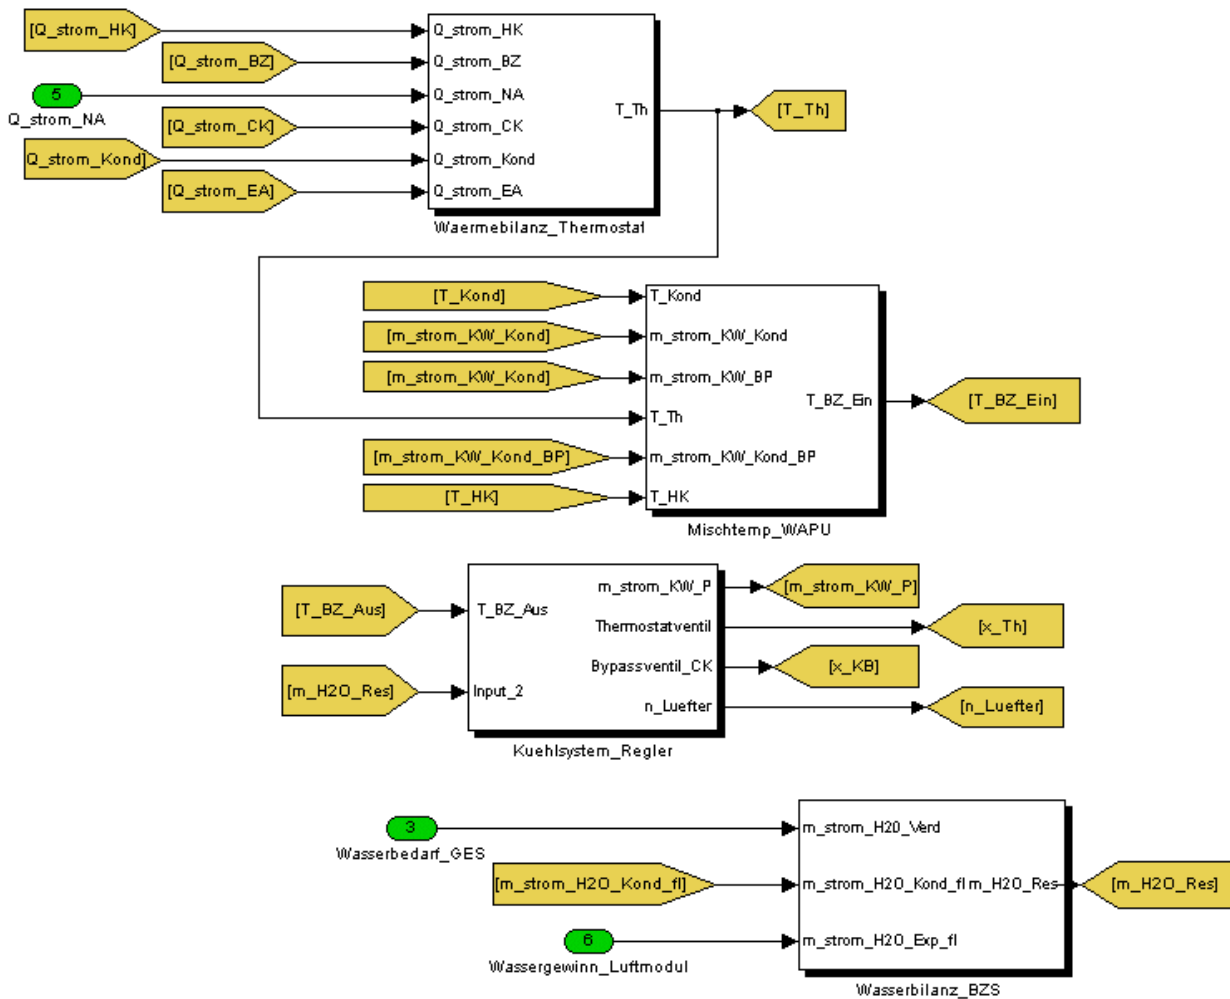 [Q_strom_HK]
Q_strom_HK
[Q_strom_BZ]
Q_strom_BZ
5
Q_strom_NA
Q_strom_NA
[Q_strom_CK]
Q_strom_CK
Q_strom_Kond]
Q_strom_Kond
[Q_strom_EA]
Q_strom_EA
T_Th
[T_Th]
Waermebilanz_Thermostat
[T_Kond]
T_Kond
[m_strom_KW_Kond]
m_strom_KW_Kond
[m_strom_KW_Kond]
m_strom_KW_BP
T_BZ_Ein
[T_BZ_Ein]
T_Th
[m_strom_KW_Kond_BP]
m_strom_KW_Kond_BP
[T_HK]
T_HK
Mischtemp_WAPU
[T_BZ_Aus]
T_BZ_Aus
[m_H2O_Res]
Input_2
m_strom_KW_P
[m_strom_KW_P]
Thermostatventil
[x_Th]
Bypassventil_CK
[x_KB]
n_Luefter
[n_Luefter]
Kuehlsystem_Regler
3
Wasserbedarf_GES
m_strom_H20_Verd
[m_strom_H2O_Kond_fl]
m_strom_H2O_Kond_fl
m_H2O_Res
[m_H2O_Res]
6
Wassergewinn_Luftmodul
m_strom_H2O_Exp_fl
Wasserbilanz_BZS